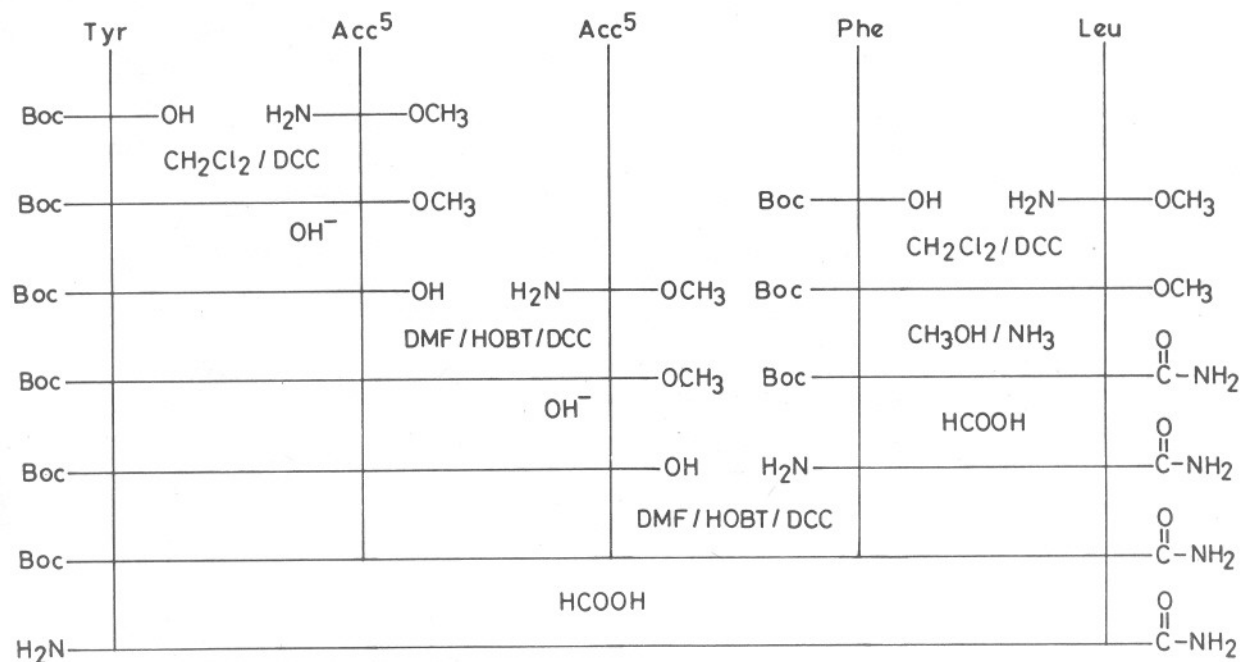 Tyr Acc⁵ Acc⁵ Phe Leu
Boc OH H₂N OCH₃
CH₂Cl₂ / DCC
Boc OCH₃ Boc OH H₂N OCH₃
OH⁻ CH₂Cl₂ / DCC
Boc OH H₂N OCH₃ Boc OCH₃
DMF / HOBT / DCC CH₃OH / NH₃
Boc OCH₃ Boc O=C-NH₂
OH⁻ HCOOH
Boc OH H₂N O=C-NH₂
DMF / HOBT / DCC
Boc O=C-NH₂
HCOOH
H₂N O=C-NH₂